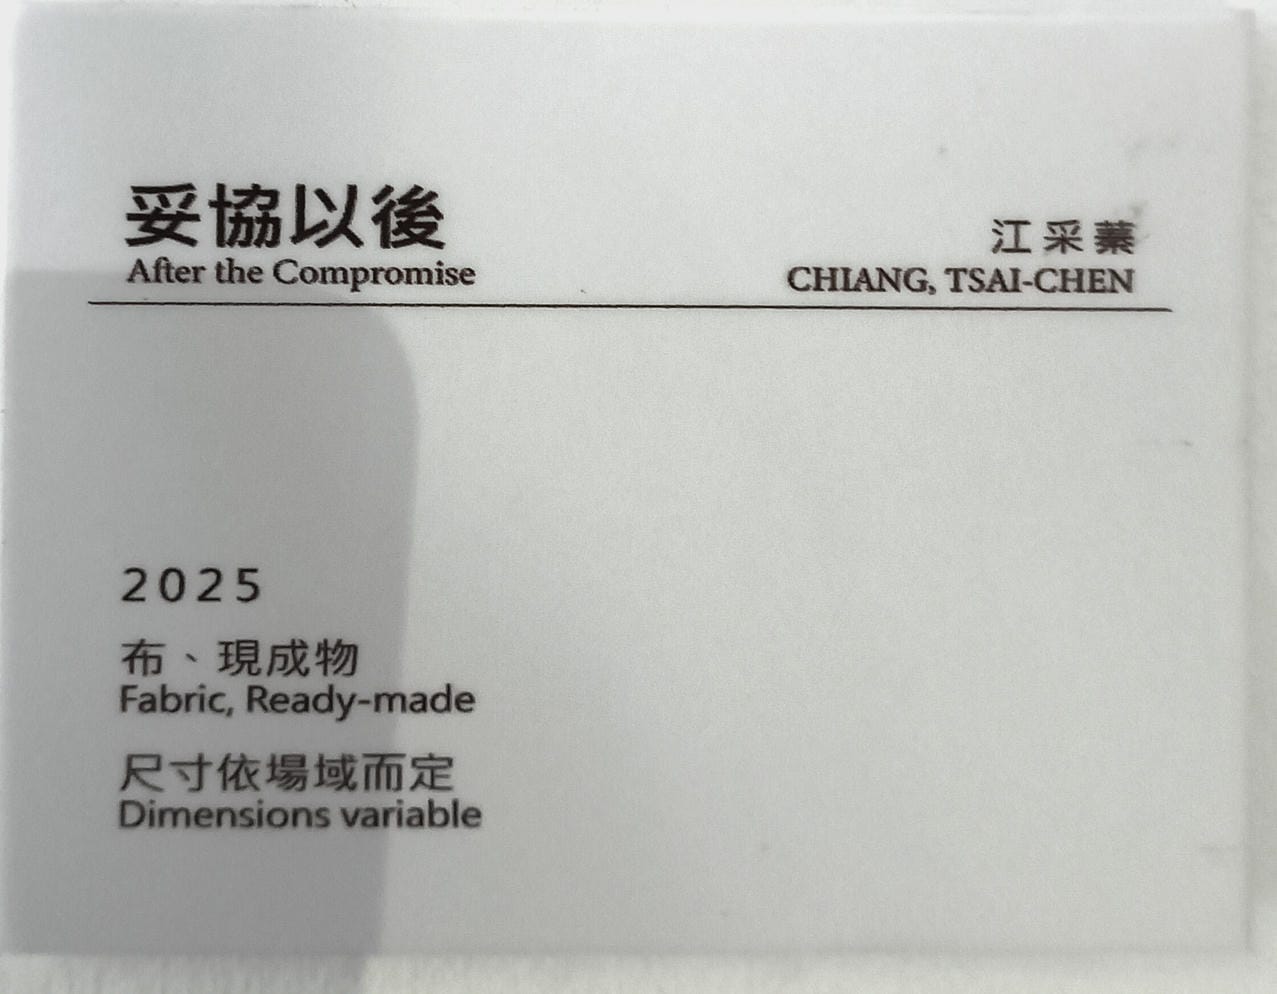 妥協以後
After the Compromise
江采蓁
CHIANG, TSAI-CHEN
2025
布、現成物
Fabric, Ready-made
尺寸依場域而定
Dimensions variable